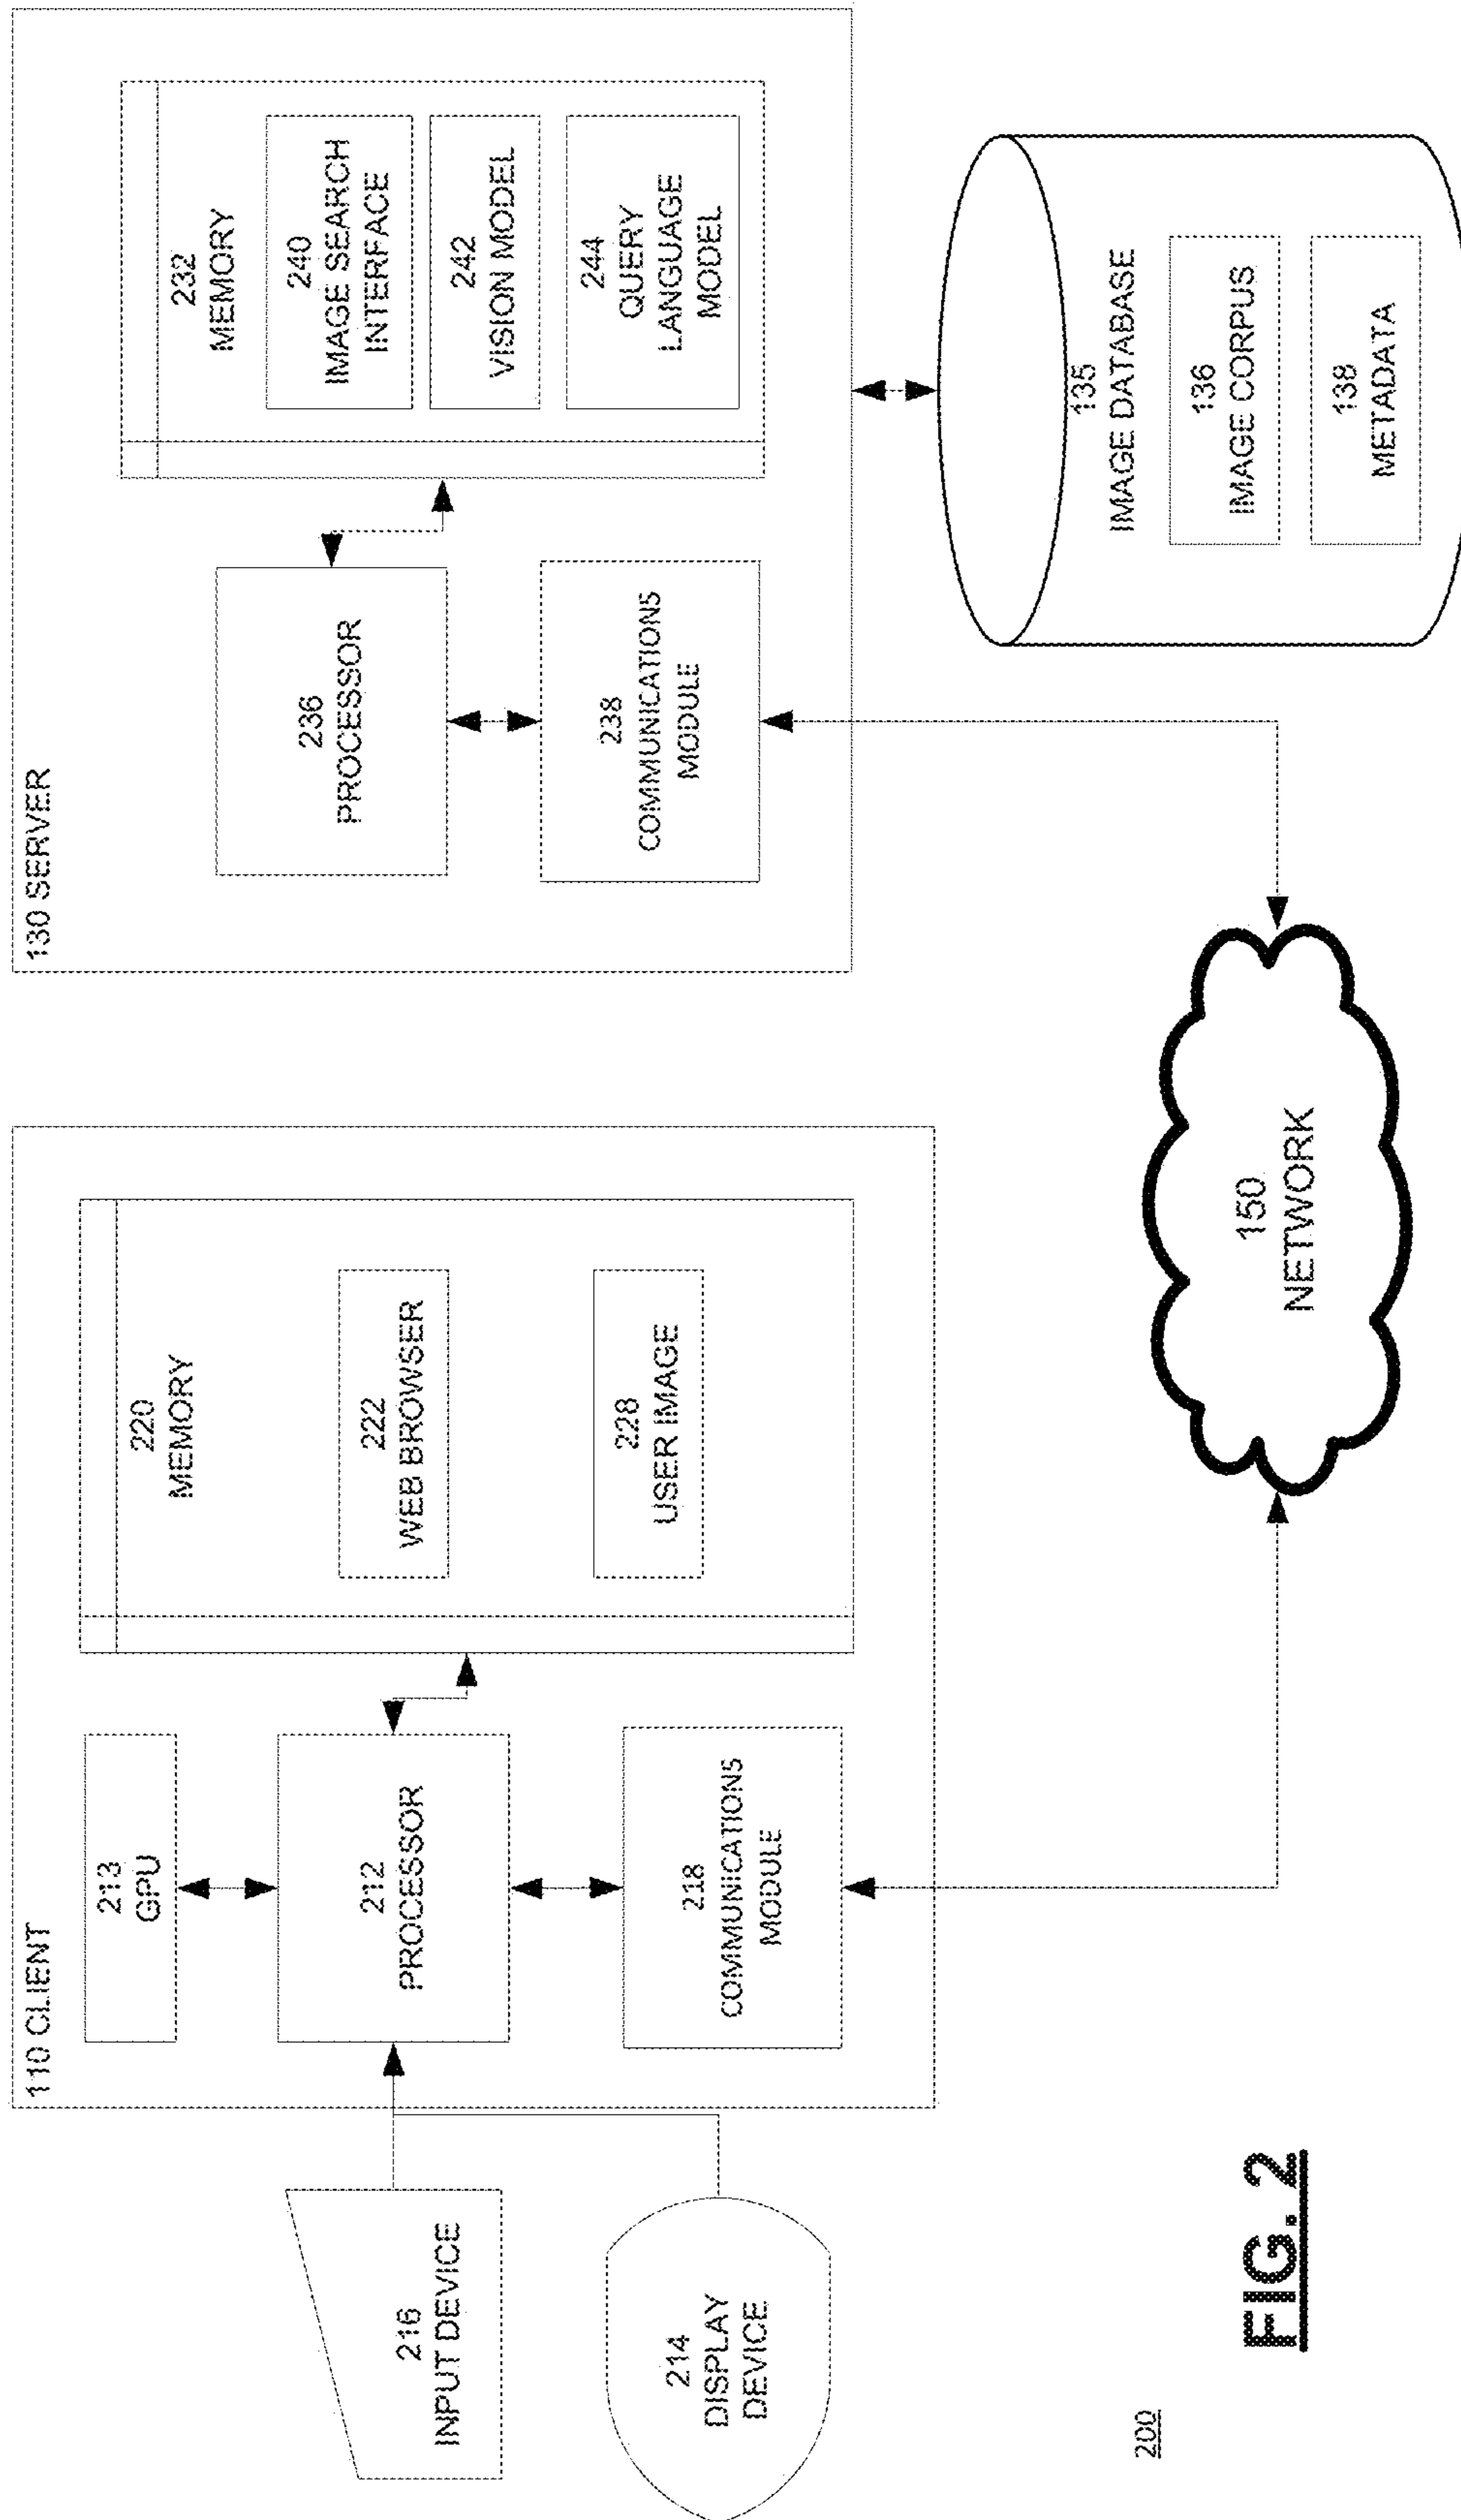 110 CLIENT
213
GPU
220
MEMORY
216
INPUT DEVICE
212
PROCESSOR
222
WEB BROWSER
214
DISPLAY
DEVICE
218
COMMUNICATIONS
MODULE
228
USER IMAGE
130 SERVER
232
MEMORY
236
PROCESSOR
240
IMAGE SEARCH
INTERFACE
242
VISION MODEL
238
COMMUNICATIONS
MODULE
244
QUERY
LANGUAGE
MODEL
135
IMAGE DATABASE
136
IMAGE CORPUS
138
METADATA
150
NETWORK
200
FIG. 2